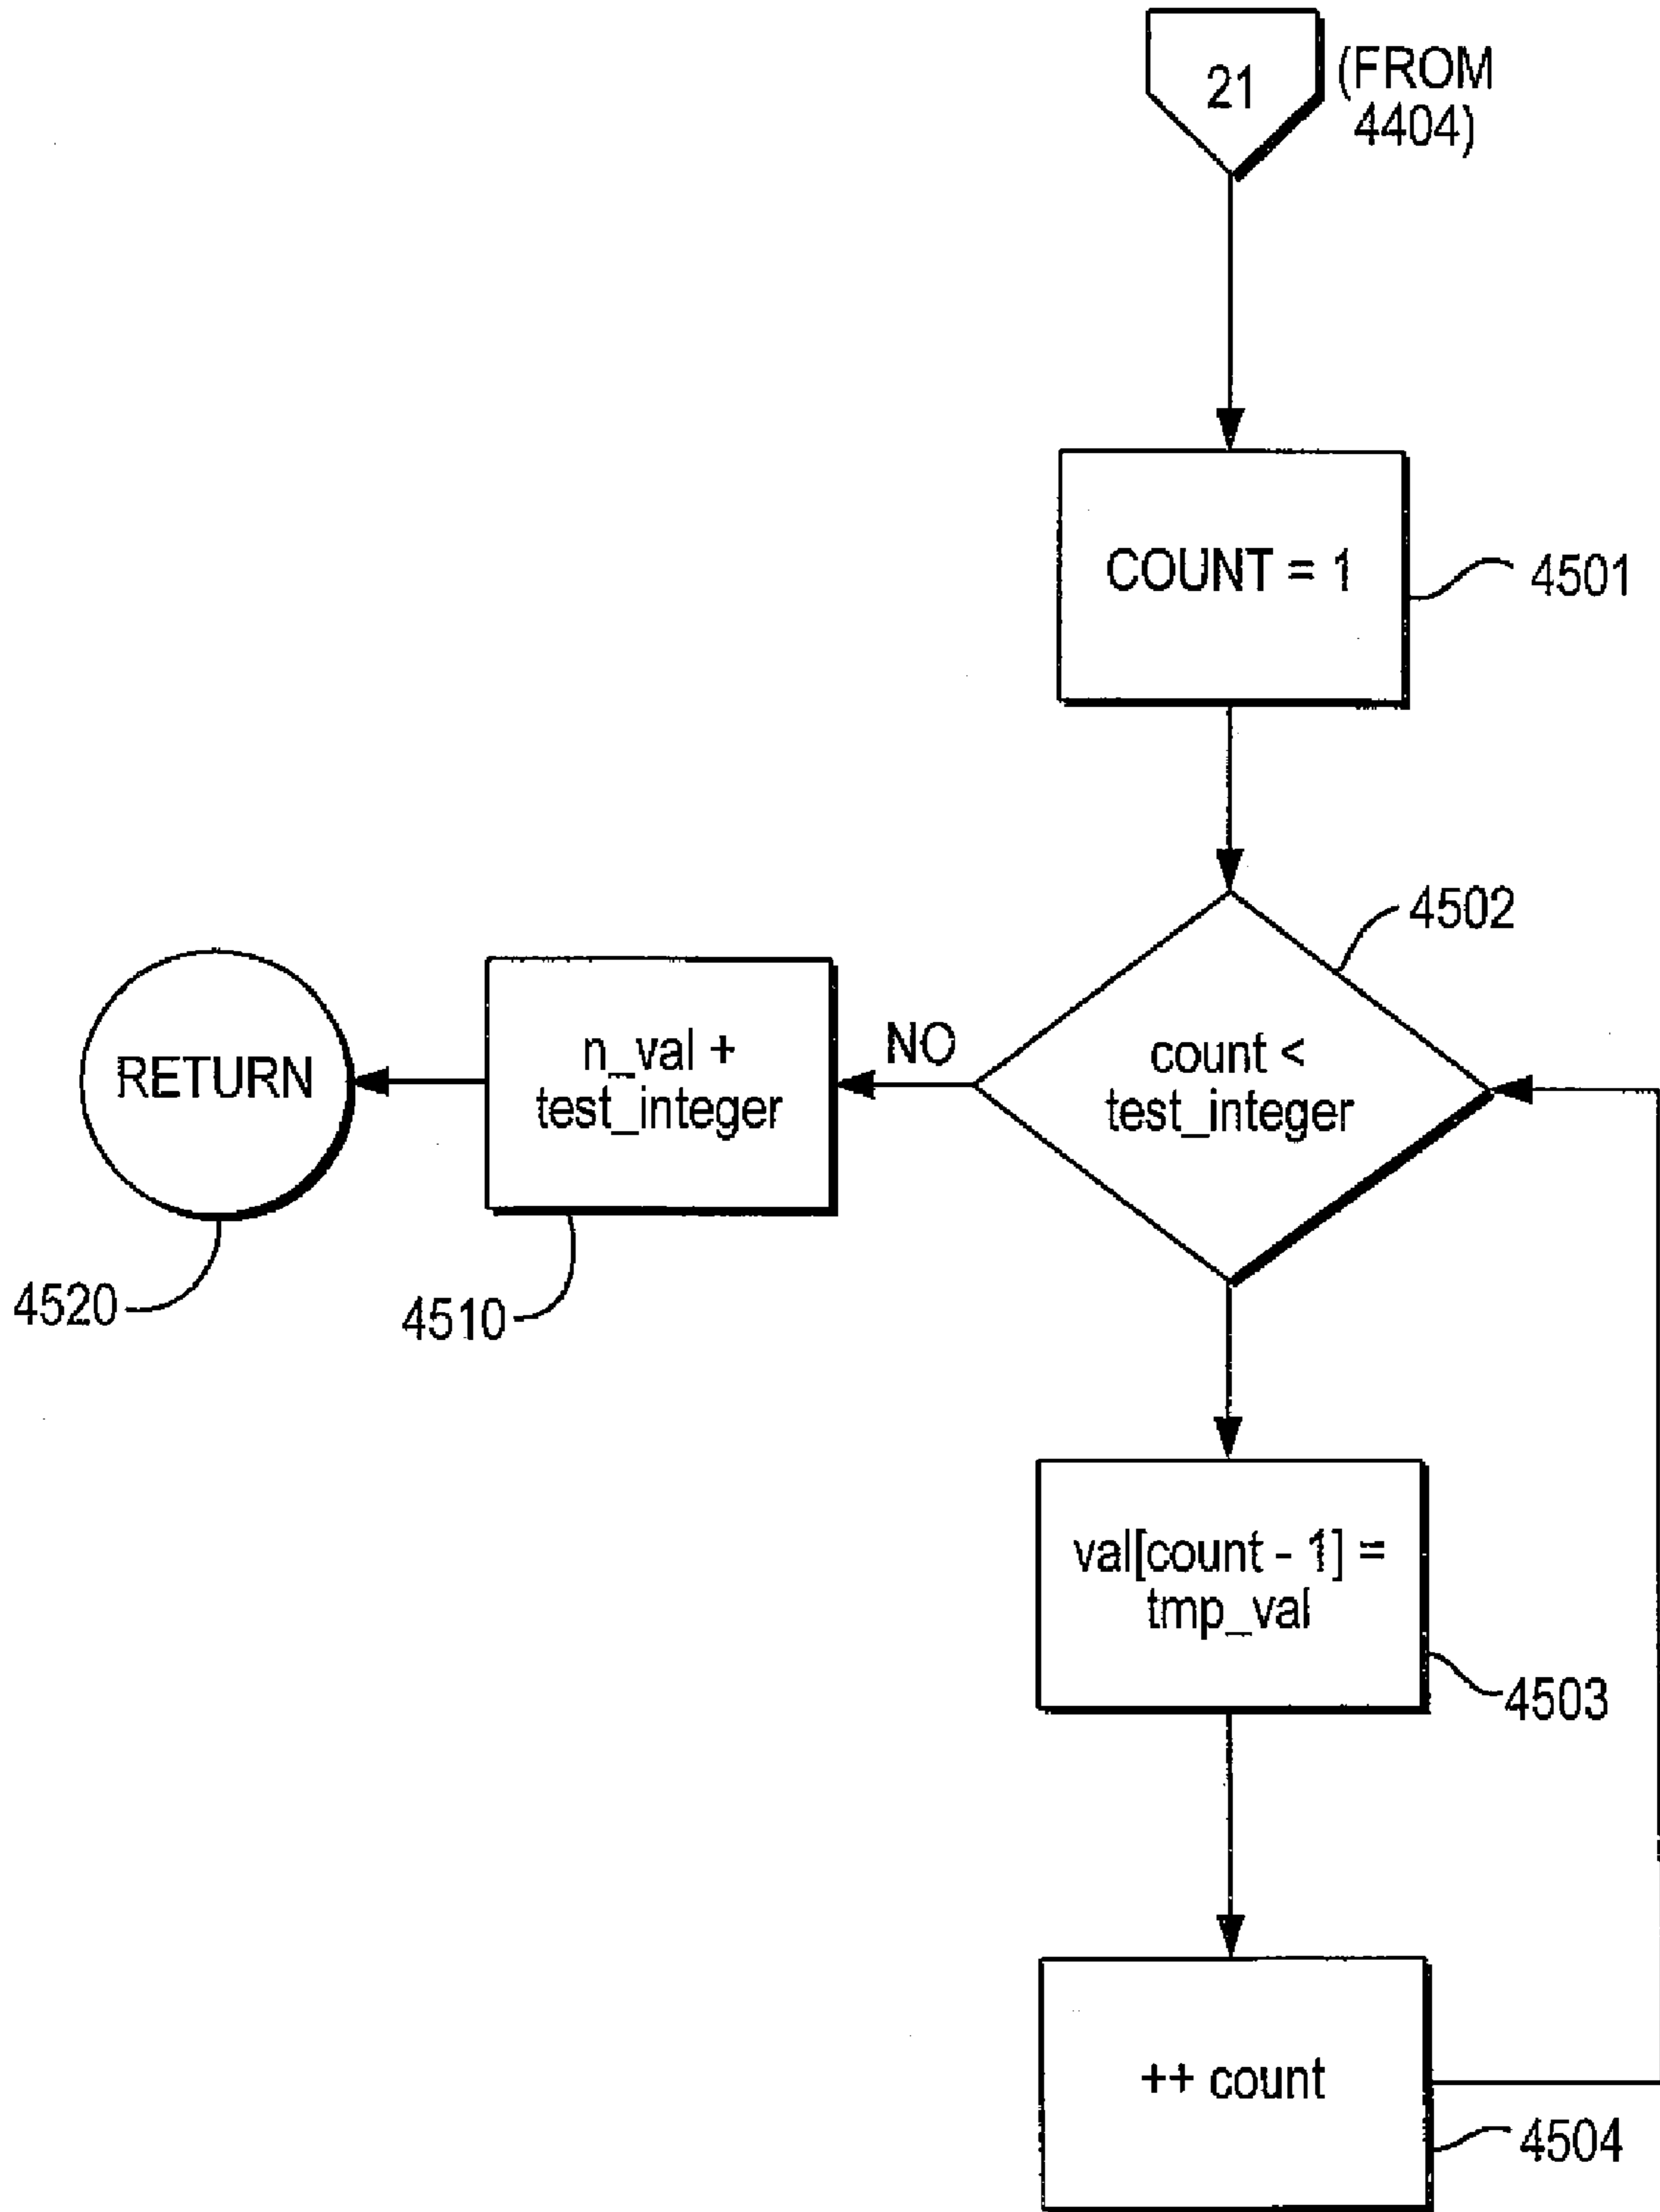 21
(FROM
4404)
COUNT = 1
4501
4502
count <
test_integer
NO
n_val +
test_integer
RETURN
4520
4510
val[count - 1] =
tmp_val
4503
++ count
4504